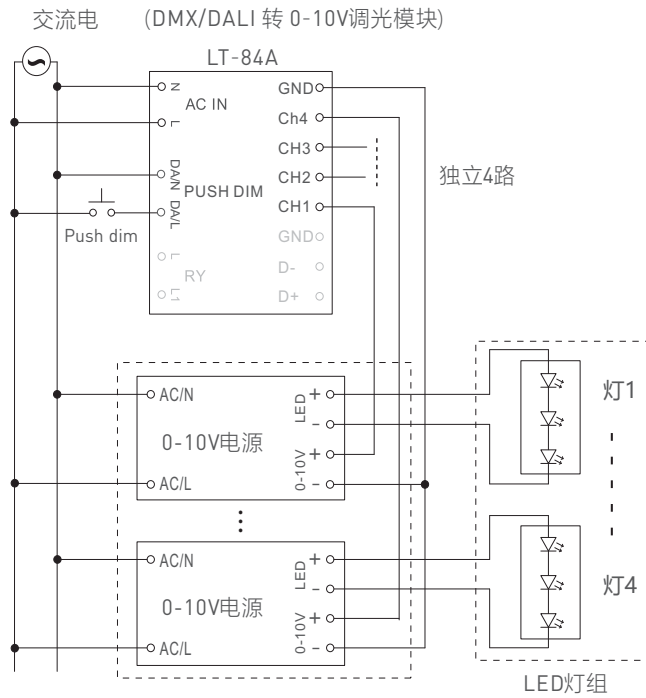 交流电 (DMX/DALI 转 0-10V调光模块)
LT-84A
N
AC IN
L
DA/N
PUSH DIM
DA/L
L
RY
L1
GND
Ch4
CH3
CH2
CH1
GND
D-
D+
Push dim
独立4路
AC/N
0-10V电源
AC/L
LED
+
-
0-10V
+
-
灯1
AC/N
0-10V电源
AC/L
LED
+
-
0-10V
+
-
灯4
LED灯组